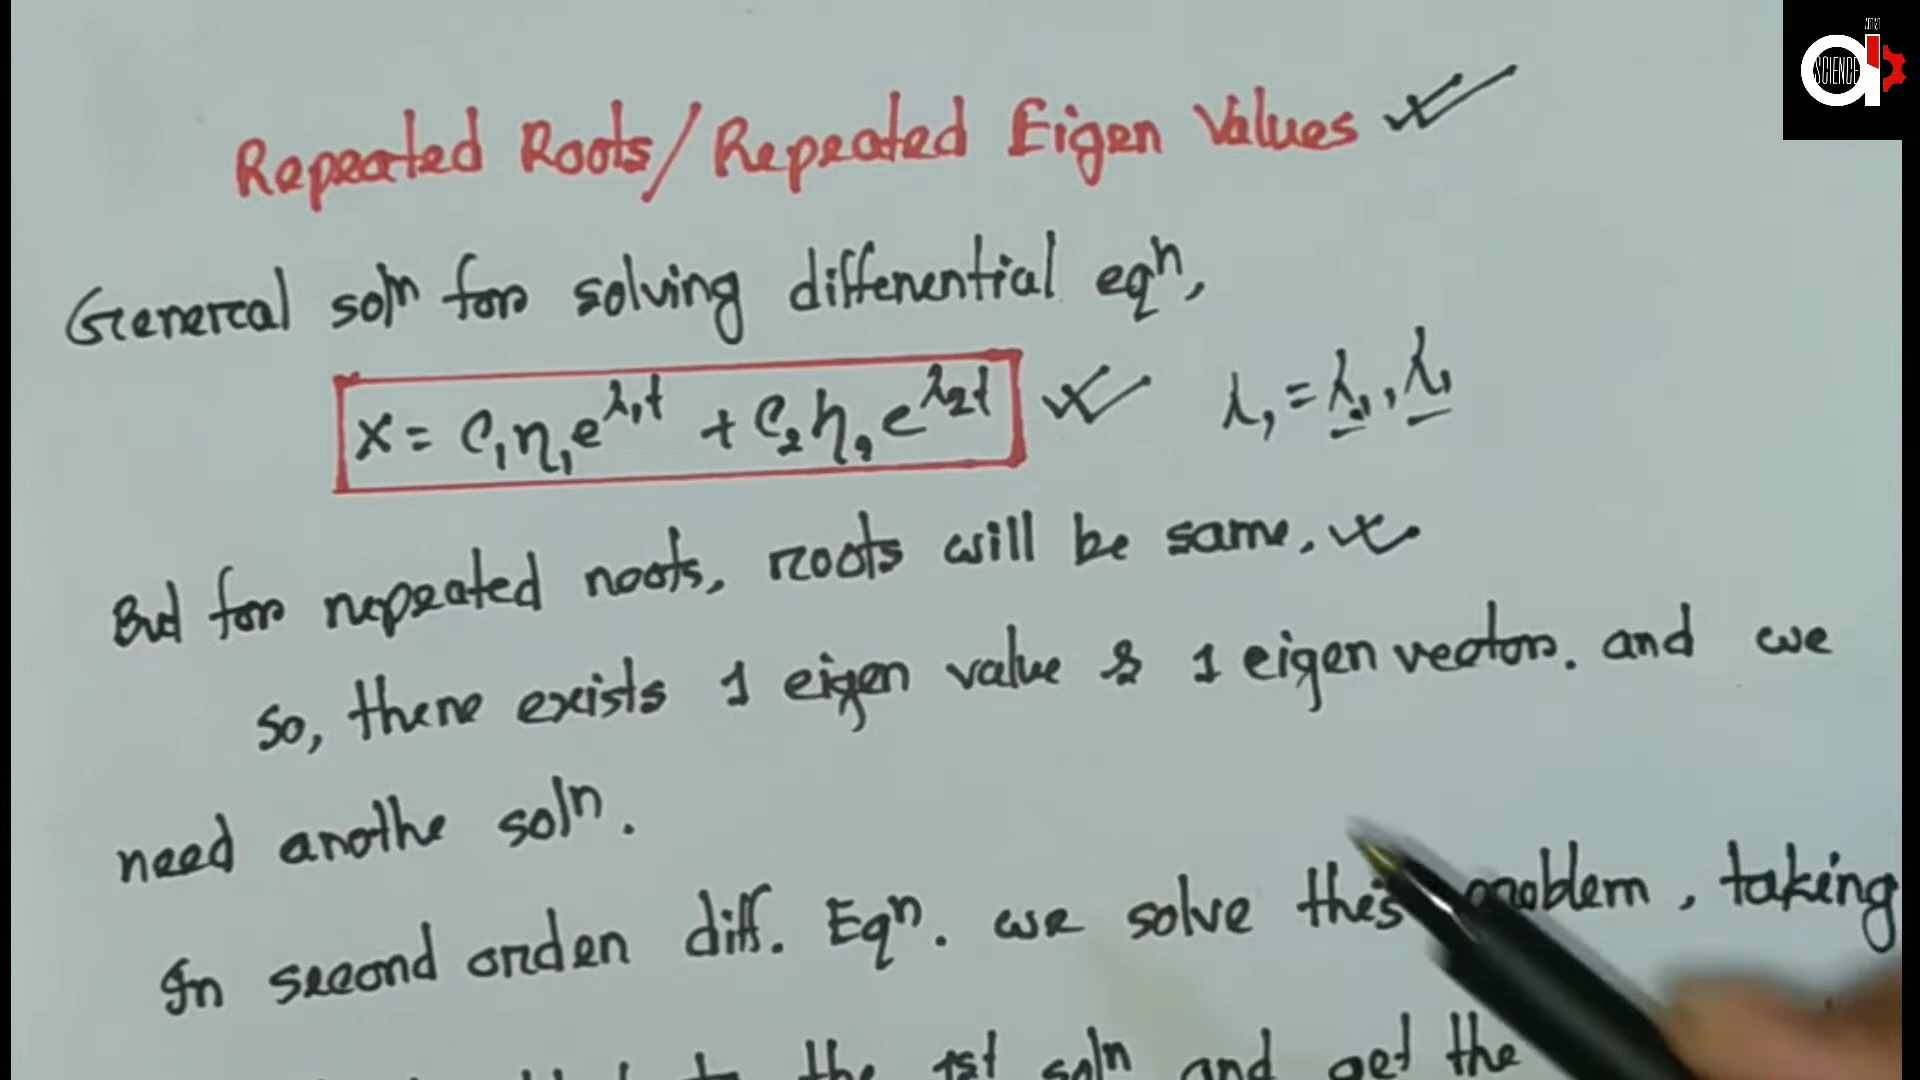 Repeated Roots/Repeated Eigen Values
General solⁿ for solving differential eqⁿ,
x = c₁η₁e^λ₁t + c₂η₂e^λ₂t λ₁ = λ₁, λ₁
But for repeated roots, roots will be same.
so, there exists 1 eigen value & 1 eigen vector. and we
need anothe solⁿ.
In second order diff. Eqⁿ. we solve this problem, taking
the 1st solⁿ and get the
SCIENCE